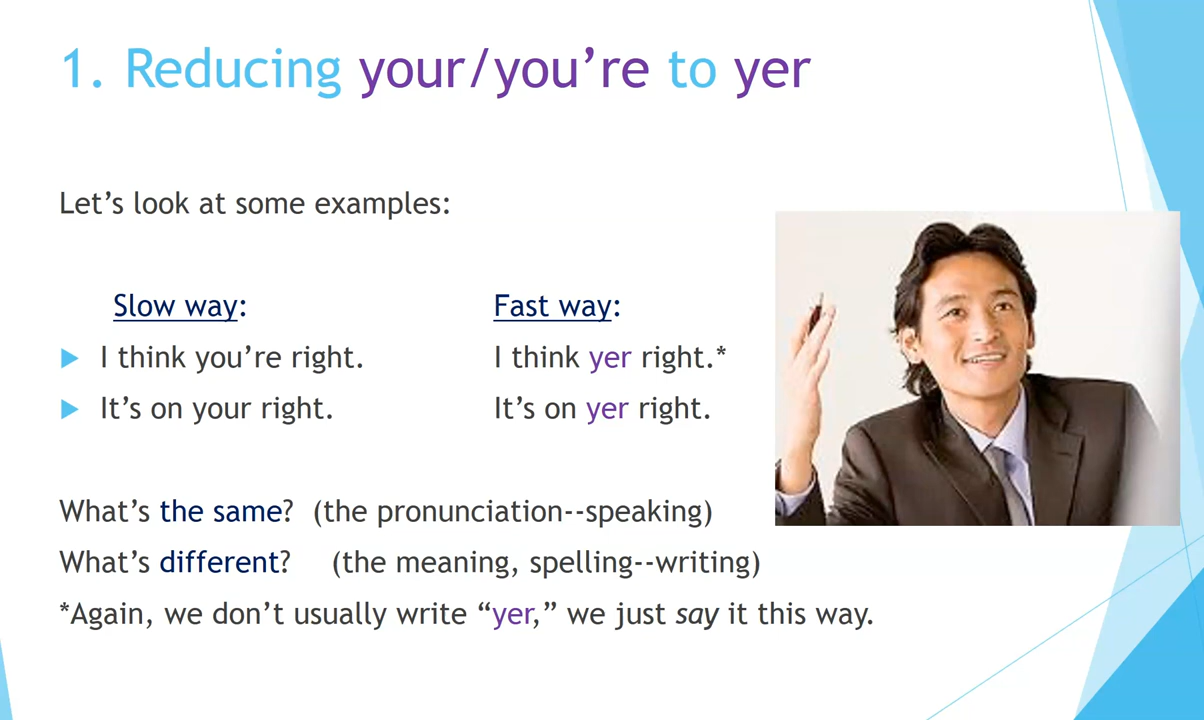 1. Reducing your/you’re to yer
Let’s look at some examples:
Slow way: Fast way:
I think you’re right. I think yer right.*
It’s on your right. It’s on yer right.
What’s the same? (the pronunciation--speaking)
What’s different? (the meaning, spelling--writing)
*Again, we don’t usually write “yer,” we just say it this way.